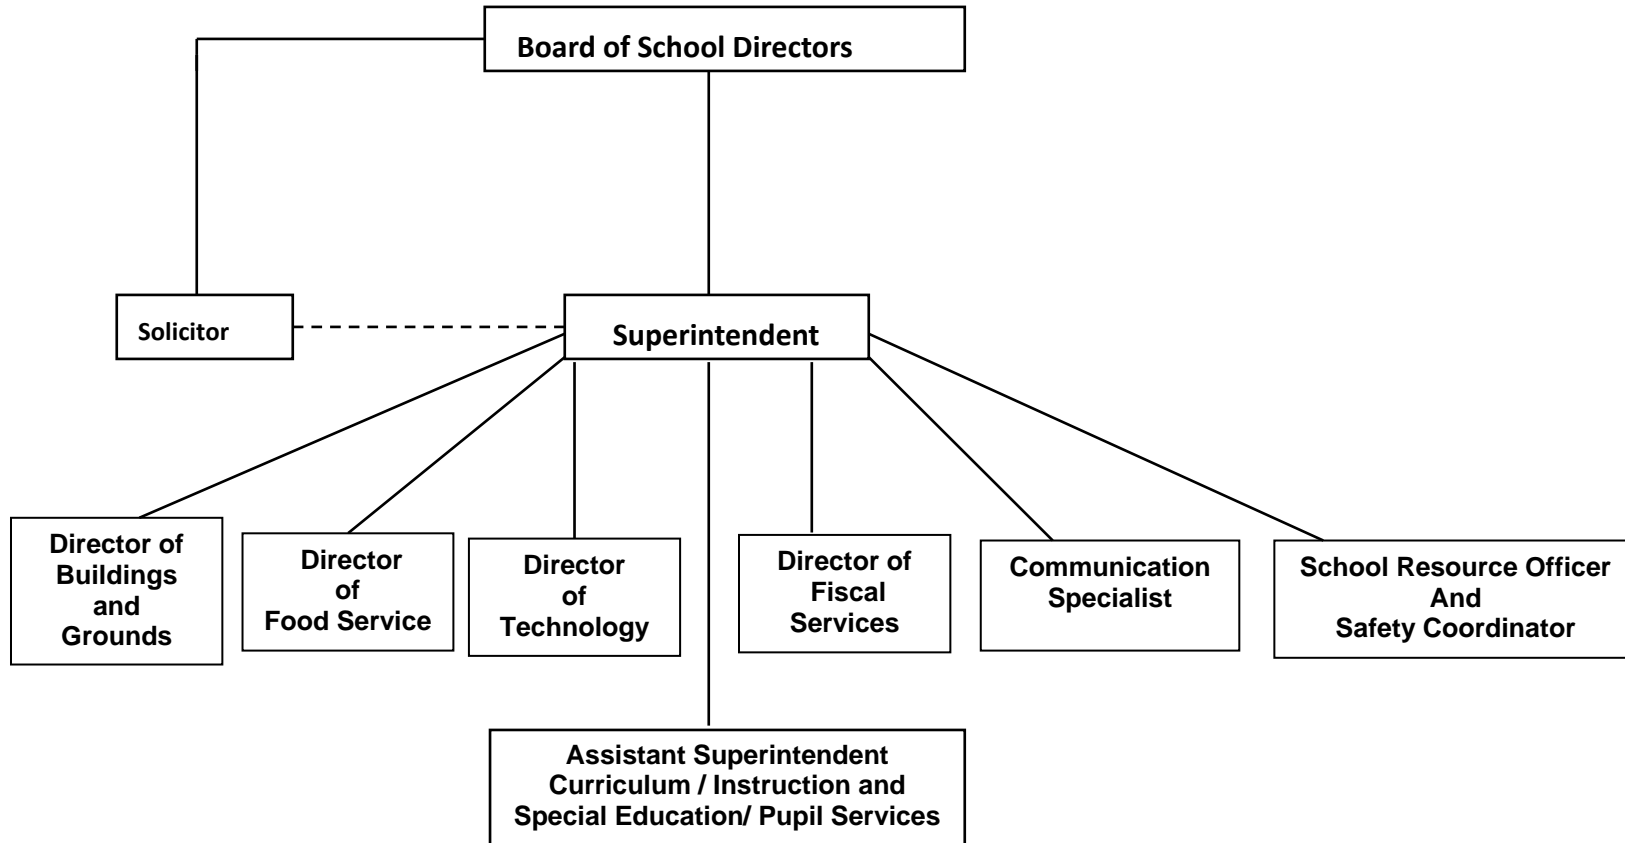 Board of School Directors
Solicitor
Superintendent
Director of
Buildings
and
Grounds
Director
of
Food Service
Director
of
Technology
Director of
Fiscal
Services
Communication
Specialist
School Resource Officer
And
Safety Coordinator
Assistant Superintendent
Curriculum / Instruction and
Special Education/ Pupil Services